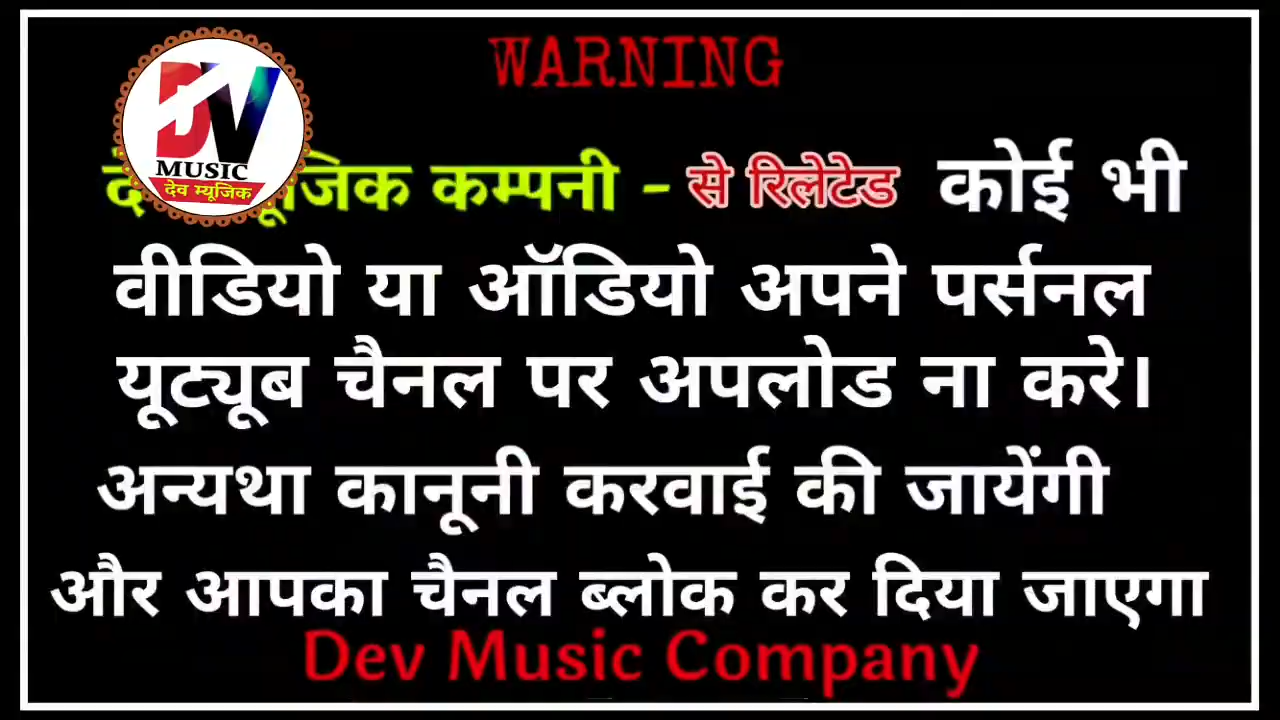 WARNING
DV
MUSIC
देव म्यूजिक
कम्पनी - से रिलेटेड कोई भी
वीडियो या ऑडियो अपने पर्सनल
यूट्यूब चैनल पर अपलोड ना करे।
अन्यथा कानूनी करवाई की जायेंगी
और आपका चैनल ब्लोक कर दिया जाएगा
Dev Music Company